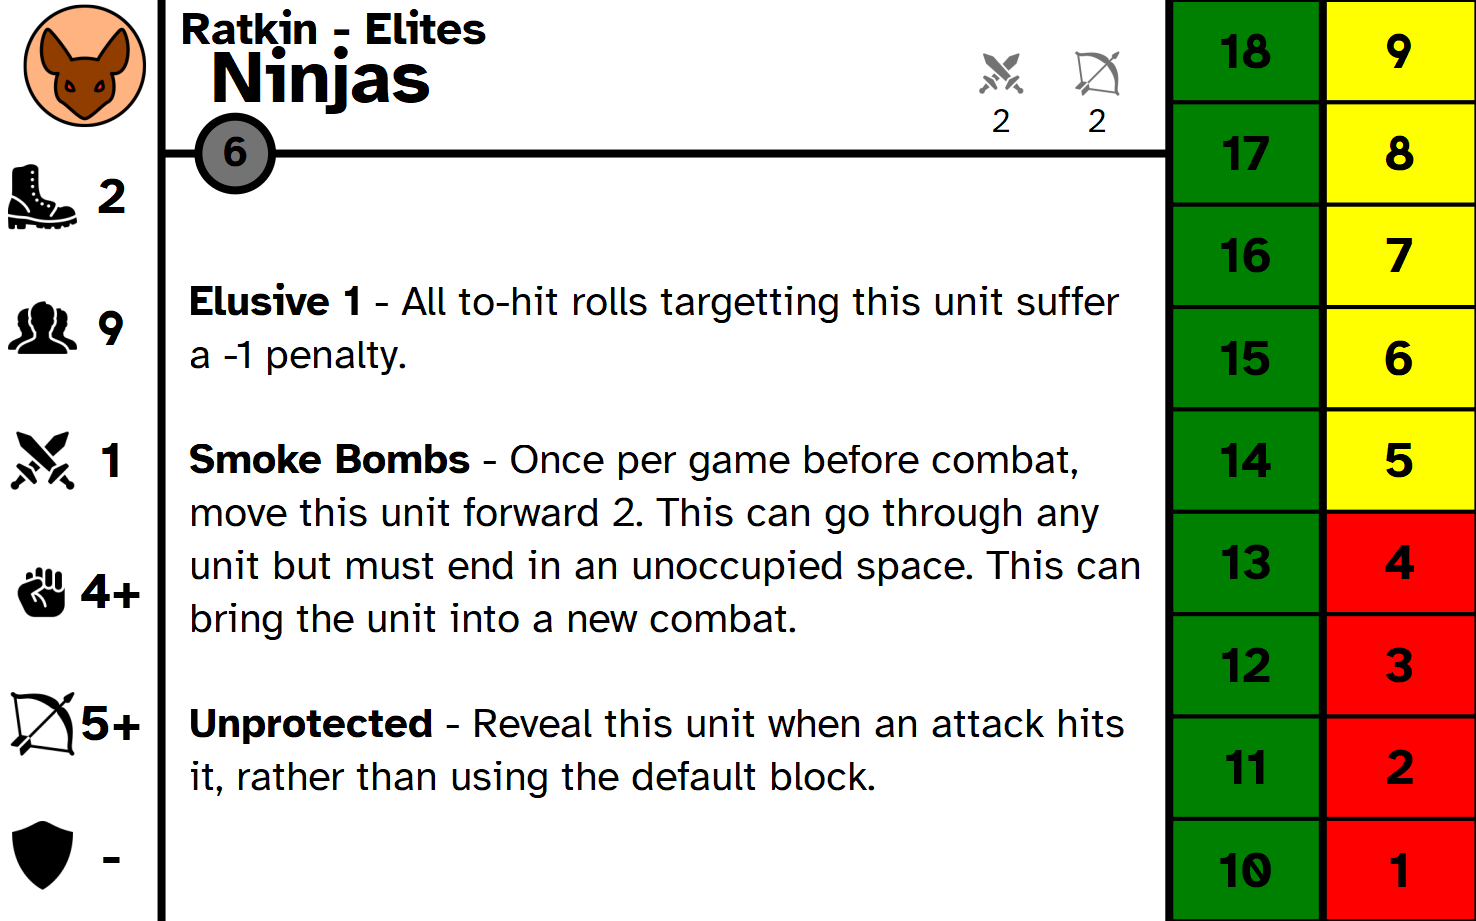 Ratkin - Elites
Ninjas
2 2
6
2
9
1
4+
5+
-
Elusive 1 - All to-hit rolls targetting this unit suffer
a -1 penalty.
Smoke Bombs - Once per game before combat,
move this unit forward 2. This can go through any
unit but must end in an unoccupied space. This can
bring the unit into a new combat.
Unprotected - Reveal this unit when an attack hits
it, rather than using the default block.
18 9
17 8
16 7
15 6
14 5
13 4
12 3
11 2
10 1